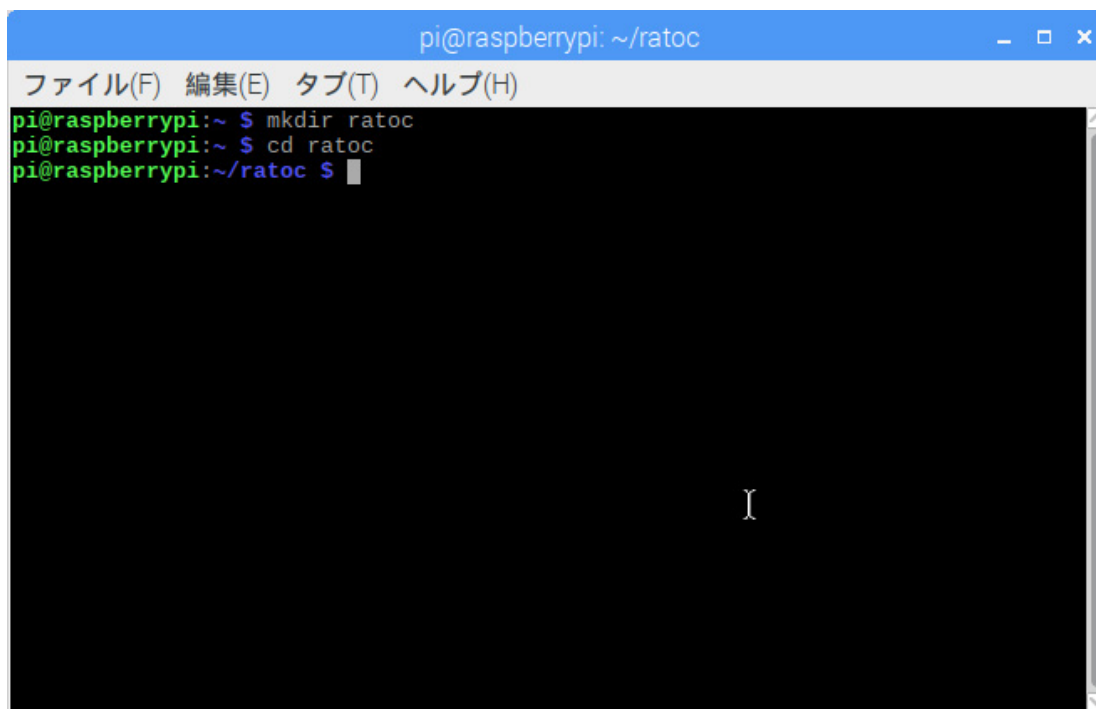 pi@raspberrypi: ~/ratoc
ファイル(F) 編集(E) タブ(T) ヘルプ(H)
pi@raspberrypi:~ $ mkdir ratoc
pi@raspberrypi:~ $ cd ratoc
pi@raspberrypi:~/ratoc $